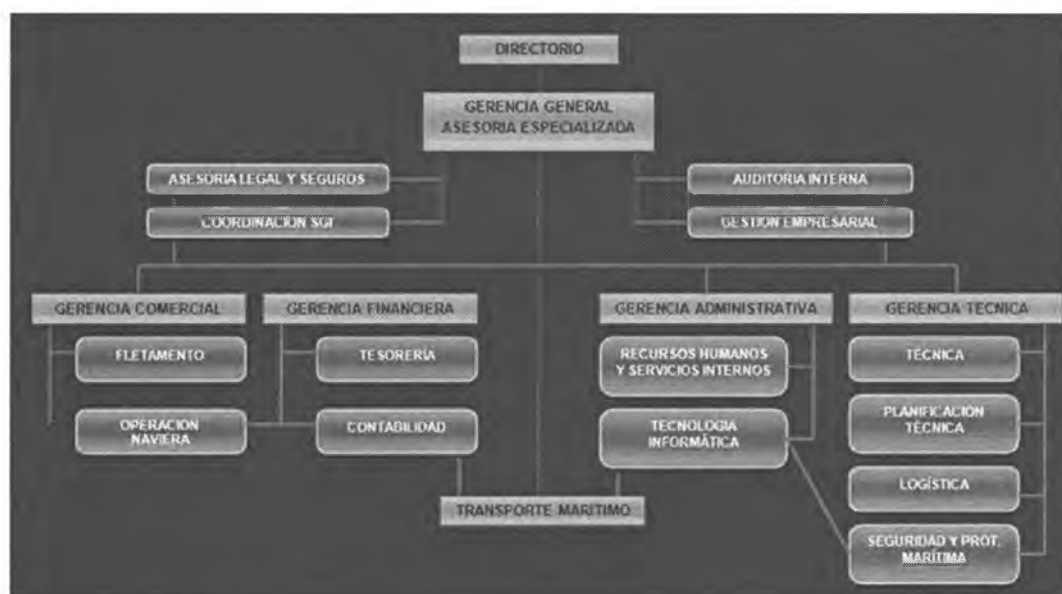 DIRECTORIO
GERENCIA GENERAL
ASESORIA ESPECIALIZADA
ASESORIA LEGAL Y SEGUROS
AUDITORIA INTERNA
COORDINACION SGI
GESTION EMPRESARIAL
GERENCIA COMERCIAL
GERENCIA FINANCIERA
GERENCIA ADMINISTRATIVA
GERENCIA TECNICA
FLETAMENTO
TESORERÍA
RECURSOS HUMANOS
Y SERVICIOS INTERNOS
TÉCNICA
OPERACION
NAVIERA
CONTABILIDAD
TECNOLOGIA
INFORMÁTICA
PLANIFICACIÓN
TÉCNICA
LOGÍSTICA
TRANSPORTE MARITIMO
SEGURIDAD Y PROT.
MARÍTIMA